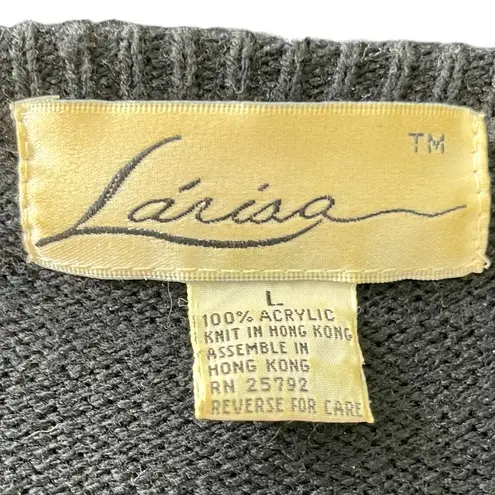 Lárisa TM
L
100% ACRYLIC
KNIT IN HONG KONG
ASSEMBLE IN
HONG KONG
RN 25792
REVERSE FOR CARE